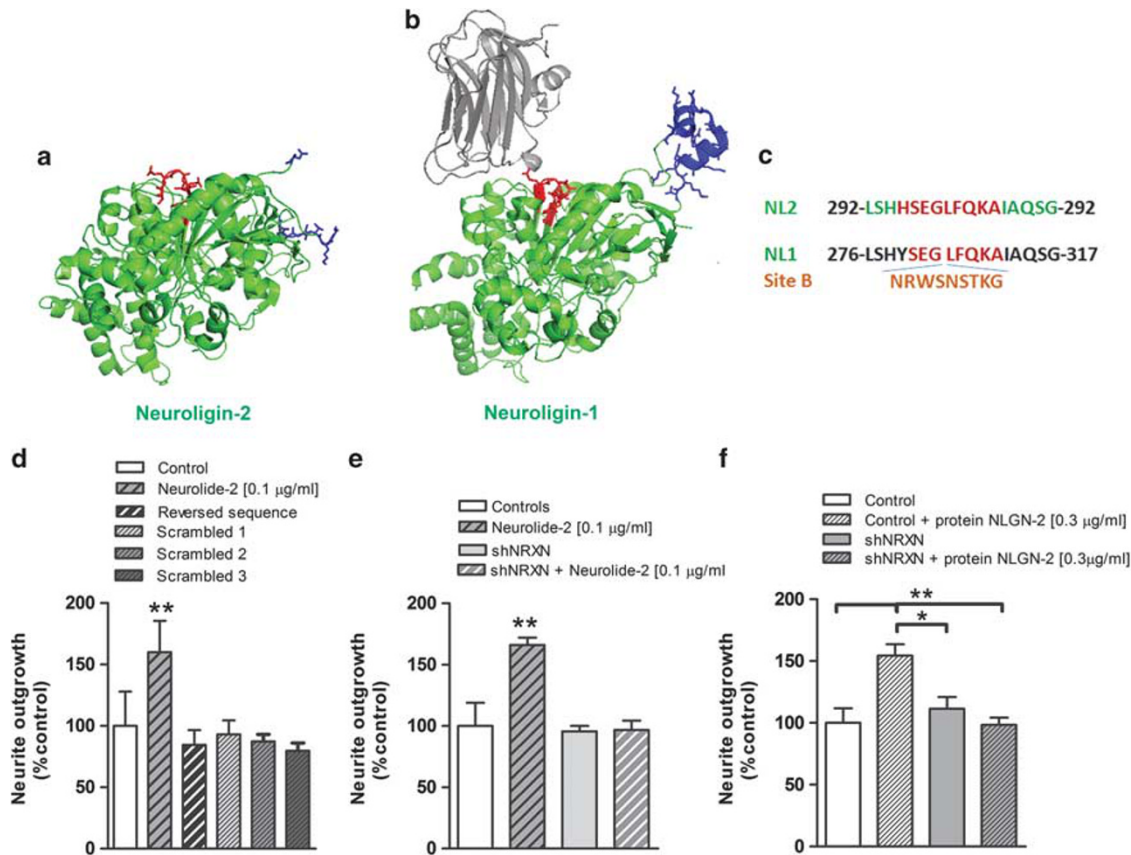 a
b
c
NL2 292-LSHHSEGLFQKAIAQSG-292
NL1 276-LSHYSEG LFQKAIAQSG-317
Site B NRWSNSTKG
Neuroligin-2
Neuroligin-1
d
Control
Neurolide-2 [0.1 µg/ml]
Reversed sequence
Scrambled 1
Scrambled 2
Scrambled 3
Neurite outgrowth
(%control)
200
150
100
50
0
**
e
Controls
Neurolide-2 [0.1 µg/ml]
shNRXN
shNRXN + Neurolide-2 [0.1 µg/ml
Neurite outgrowth
(%control)
200
150
100
50
0
**
f
Control
Control + protein NLGN-2 [0.3 µg/ml]
shNRXN
shNRXN + protein NLGN-2 [0.3µg/ml]
Neurite outgrowth
(%control)
200
150
100
50
0
**
*